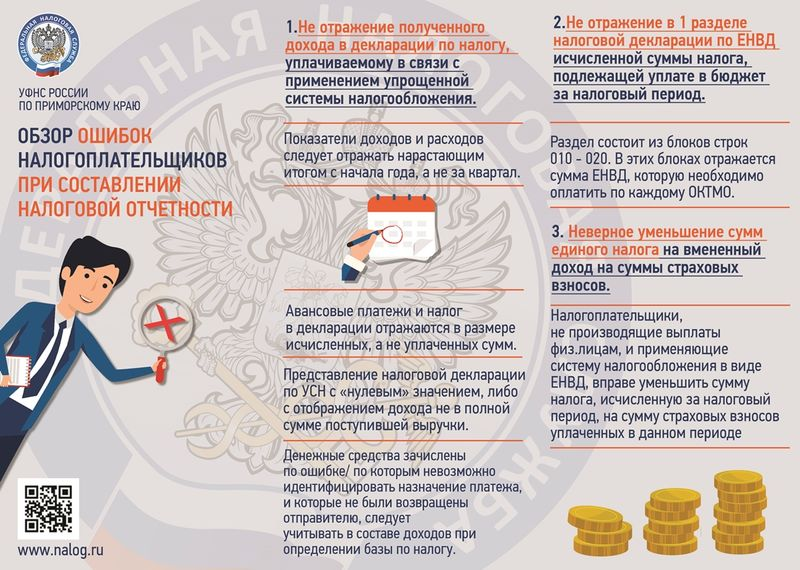 ФЕДЕРАЛЬНАЯ НАЛОГОВАЯ СЛУЖБА
УФНС РОССИИ
ПО ПРИМОРСКОМУ КРАЮ
ОБЗОР ОШИБОК
НАЛОГОПЛАТЕЛЬЩИКОВ
ПРИ СОСТАВЛЕНИИ
НАЛОГОВОЙ ОТЧЕТНОСТИ
www.nalog.ru
1.Не отражение полученного
дохода в декларации по налогу,
уплачиваемому в связи с
применением упрощенной
системы налогообложения.
Показатели доходов и расходов
следует отражать нарастающим
итогом с начала года, а не за квартал.
Авансовые платежи и налог
в декларации отражаются в размере
исчисленных, а не уплаченных сумм.
Представление налоговой декларации
по УСН с «нулевым» значением, либо
с отображением дохода не в полной
сумме поступившей выручки.
Денежные средства зачислены
по ошибке/ по которым невозможно
идентифицировать назначение платежа,
и которые не были возвращены
отправителю, следует
учитывать в составе доходов при
определении базы по налогу.
2.Не отражение в 1 разделе
налоговой декларации по ЕНВД
исчисленной суммы налога,
подлежащей уплате в бюджет
за налоговый период.
Раздел состоит из блоков строк
010 - 020. В этих блоках отражается
сумма ЕНВД, которую необходимо
оплатить по каждому ОКТМО.
3. Неверное уменьшение сумм
единого налога на вмененный
доход на суммы страховых
взносов.
Налогоплательщики,
не производящие выплаты
физ.лицам, и применяющие
систему налогообложения в виде
ЕНВД, вправе уменьшить сумму
налога, исчисленную за налоговый
период, на сумму страховых взносов
уплаченных в данном периоде